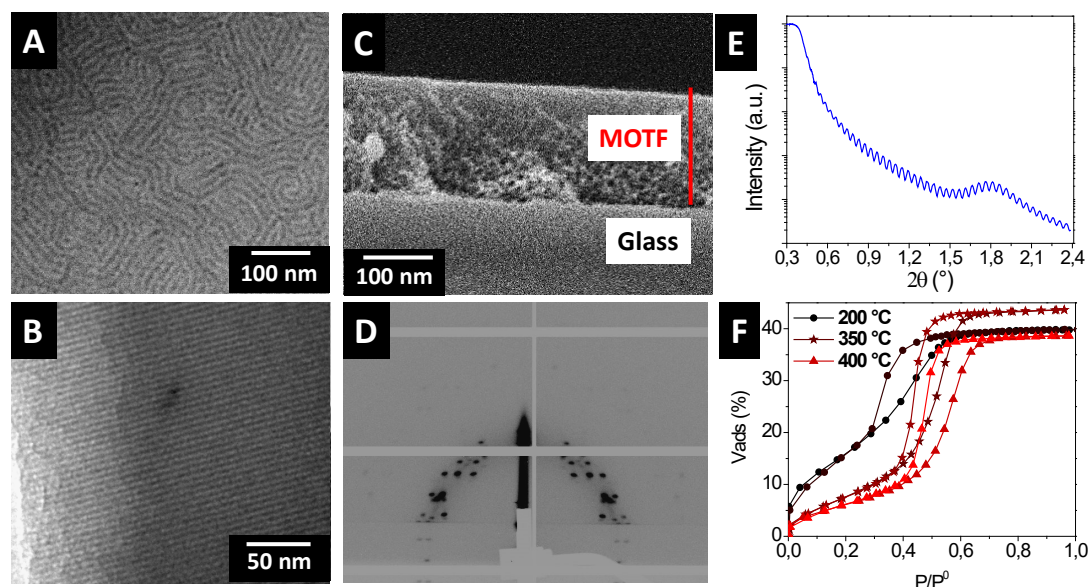 A
100 nm
B
50 nm
C
MOTF
Glass
100 nm
D
E
Intensity (a.u.)
0,3 0,6 0,9 1,2 1,5 1,8 2,1 2,4
2θ (°)
F
200 °C
350 °C
400 °C
Vads (%)
40
30
20
10
0
0,0 0,2 0,4 0,6 0,8 1,0
P/P⁰